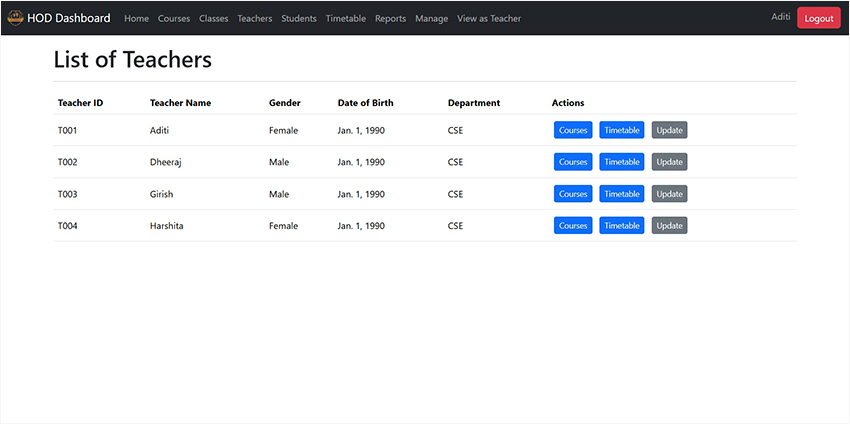 HOD Dashboard Home Courses Classes Teachers Students Timetable Reports Manage View as Teacher Aditi Logout
List of Teachers
Teacher ID Teacher Name Gender Date of Birth Department Actions
T001 Aditi Female Jan. 1, 1990 CSE Courses Timetable Update
T002 Dheeraj Male Jan. 1, 1990 CSE Courses Timetable Update
T003 Girish Male Jan. 1, 1990 CSE Courses Timetable Update
T004 Harshita Female Jan. 1, 1990 CSE Courses Timetable Update